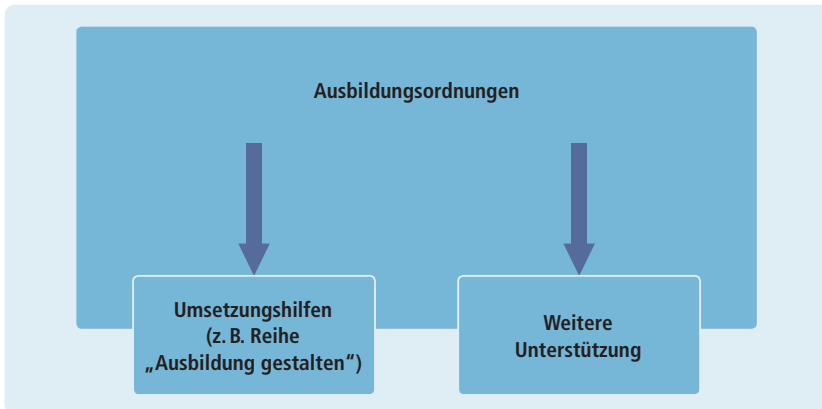 Ausbildungsordnungen
Umsetzungshilfen
(z. B. Reihe
„Ausbildung gestalten“)
Weitere
Unterstützung